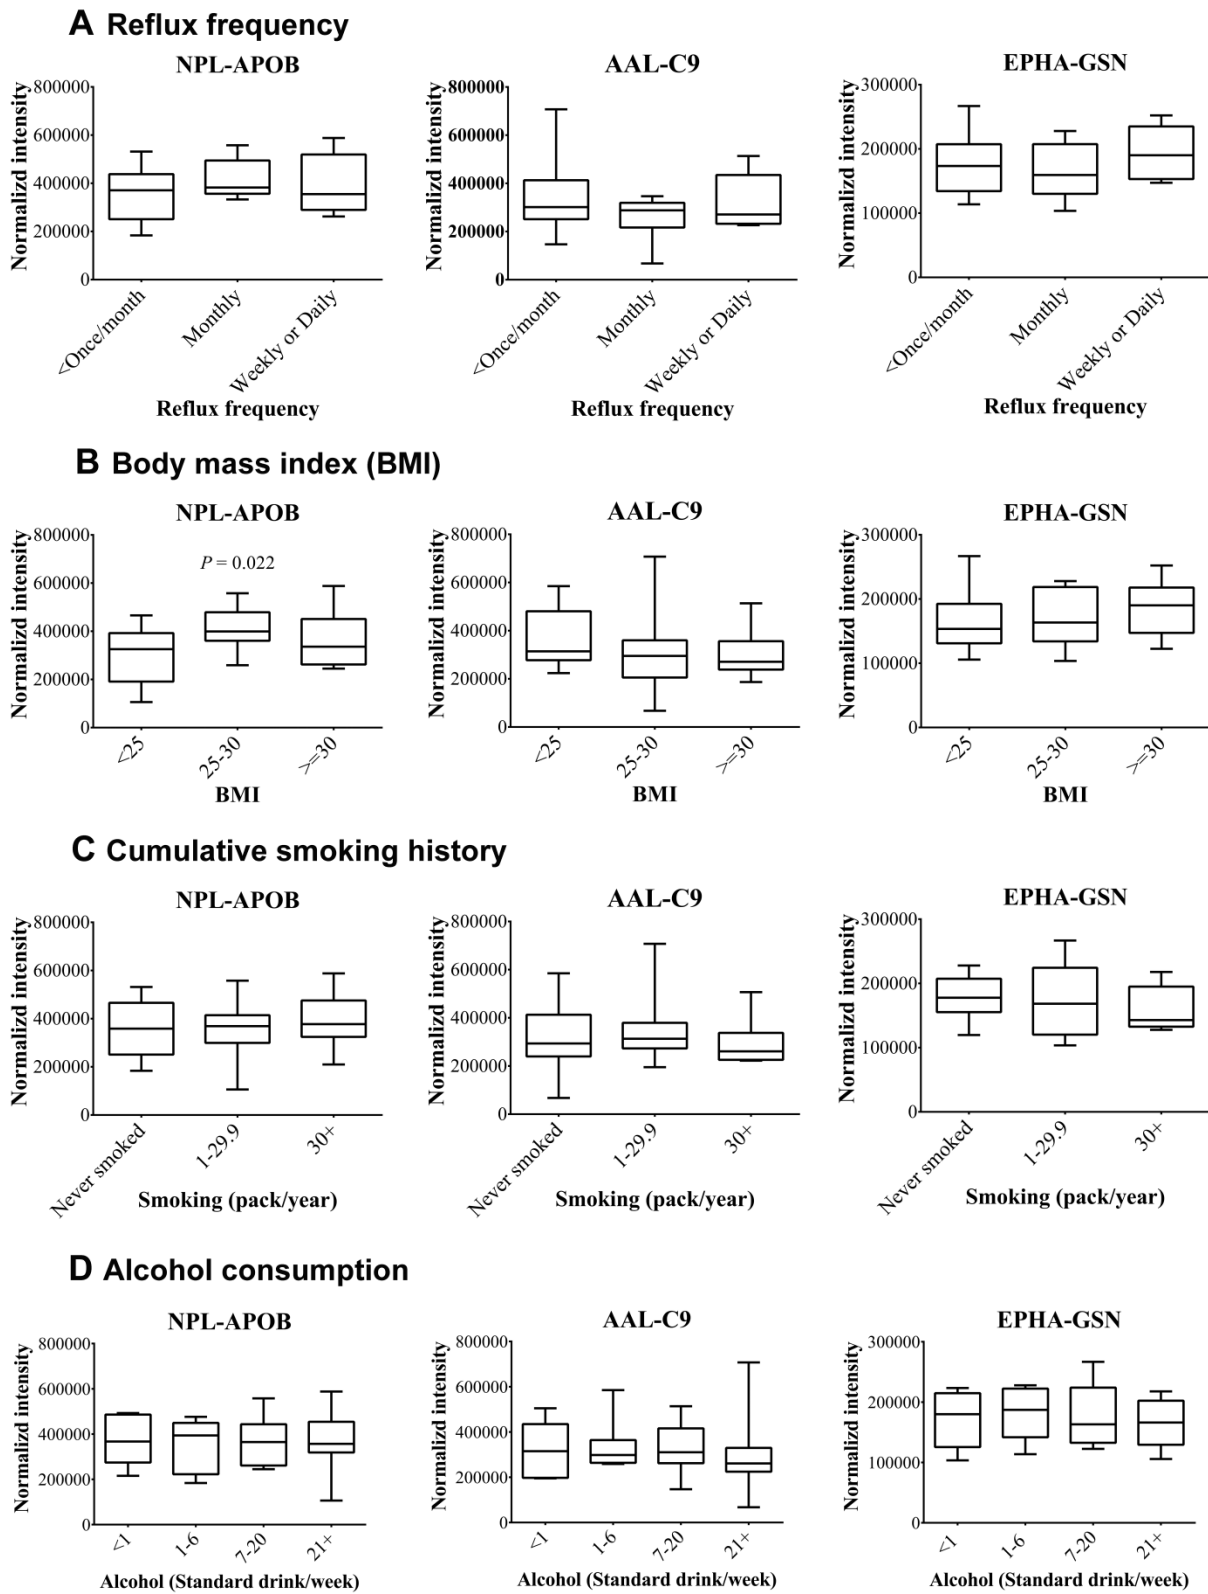 A Reflux frequency
NPL-APOB
Normalizd intensity
800000
600000
400000
200000
0
<Once/month
Monthly
Weekly or Daily
Reflux frequency
AAL-C9
Normalizd intensity
800000
600000
400000
200000
0
<Once/month
Monthly
Weekly or Daily
Reflux frequency
EPHA-GSN
Normalizd intensity
300000
200000
100000
0
<Once/month
Monthly
Weekly or Daily
Reflux frequency
B Body mass index (BMI)
NPL-APOB
Normalizd intensity
800000
600000
400000
200000
0
P = 0.022
<25
25-30
>=30
BMI
AAL-C9
Normalizd intensity
800000
600000
400000
200000
0
<25
25-30
>=30
BMI
EPHA-GSN
Normalizd intensity
300000
200000
100000
0
<25
25-30
>=30
BMI
C Cumulative smoking history
NPL-APOB
Normalizd intensity
800000
600000
400000
200000
0
Never smoked
1-29.9
30+
Smoking (pack/year)
AAL-C9
Normalizd intensity
800000
600000
400000
200000
0
Never smoked
1-29.9
30+
Smoking (pack/year)
EPHA-GSN
Normalizd intensity
300000
200000
100000
0
Never smoked
1-29.9
30+
Smoking (pack/year)
D Alcohol consumption
NPL-APOB
Normalizd intensity
800000
600000
400000
200000
0
<1
1-6
7-20
21+
Alcohol (Standard drink/week)
AAL-C9
Normalizd intensity
800000
600000
400000
200000
0
<1
1-6
7-20
21+
Alcohol (Standard drink/week)
EPHA-GSN
Normalizd intensity
300000
200000
100000
0
<1
1-6
7-20
21+
Alcohol (Standard drink/week)